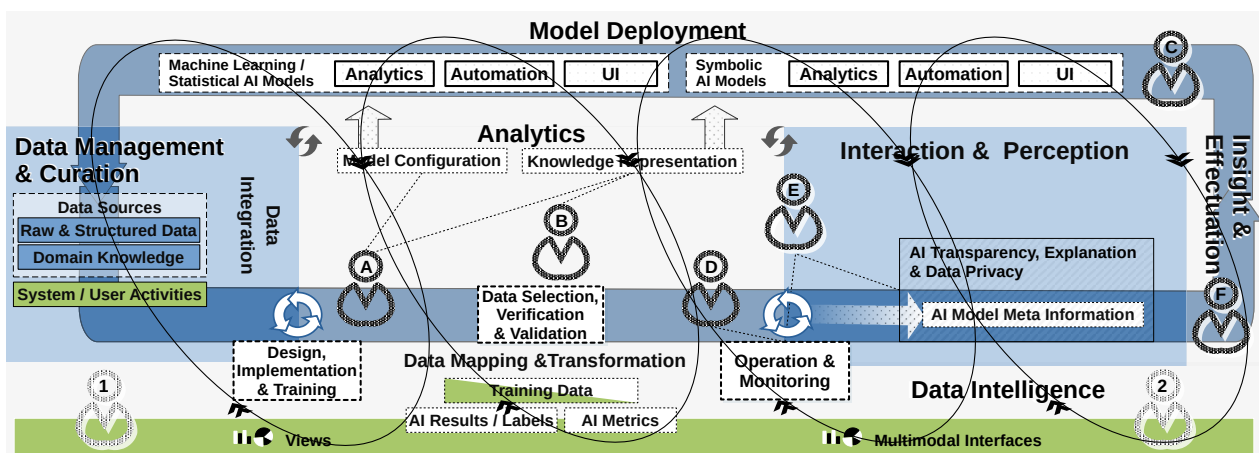 Model Deployment
Machine Learning /
Statistical AI Models
Analytics
Automation
UI
Symbolic
AI Models
Analytics
Automation
UI
C
Data Management
& Curation
Analytics
Model Configuration
Knowledge Representation
Interaction & Perception
Insight &
Effectuation
Data Sources
Raw & Structured Data
Domain Knowledge
System / User Activities
Data
Integration
A
B
D
E
F
AI Transparency, Explanation
& Data Privacy
AI Model Meta Information
Data Selection,
Verification
& Validation
Design,
Implementation
& Training
Data Mapping &Transformation
Training Data
AI Results / Labels
AI Metrics
Operation &
Monitoring
Data Intelligence
1
2
Views
Multimodal Interfaces